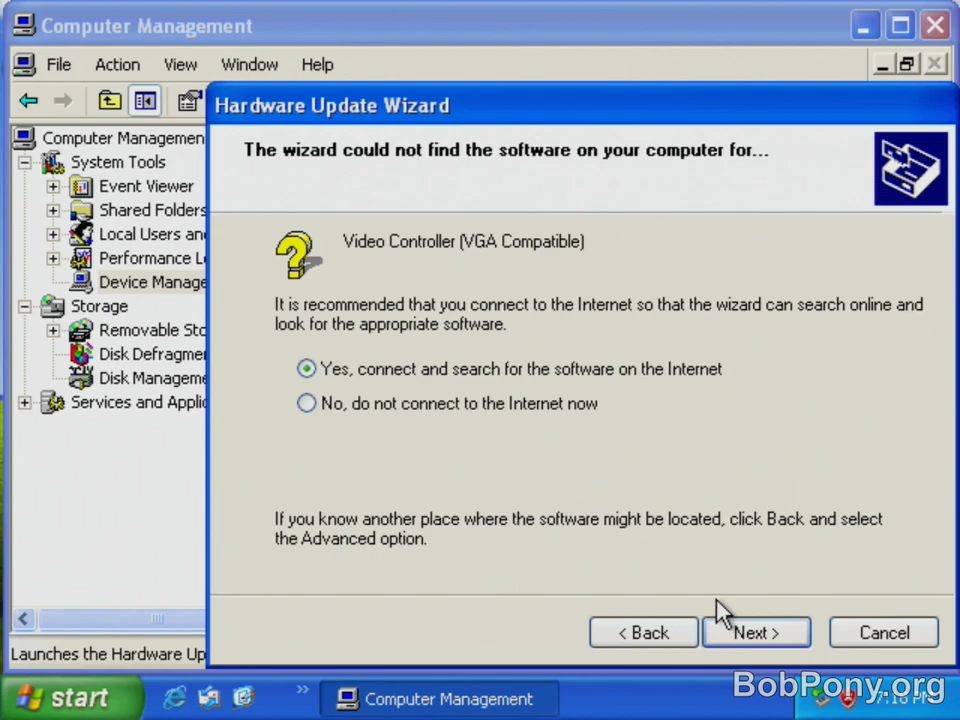 Computer Management
File Action View Window Help
Hardware Update Wizard
The wizard could not find the software on your computer for...
Computer Managemen
System Tools
Event Viewer
Shared Folders
Local Users an
Performance L
Device Manage
Storage
Removable Sto
Disk Defragmen
Disk Manageme
Services and Applic
Video Controller (VGA Compatible)
It is recommended that you connect to the Internet so that the wizard can search online and
look for the appropriate software.
Yes, connect and search for the software on the Internet
No, do not connect to the Internet now
If you know another place where the software might be located, click Back and select
the Advanced option.
< Back Next > Cancel
Launches the Hardware Up
start
Computer Management
BobPony.org